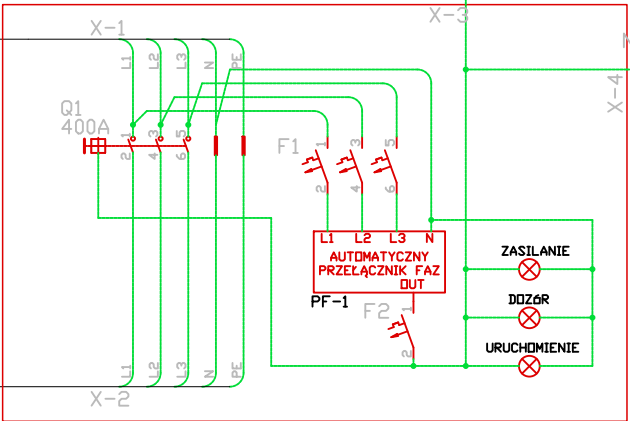 X-3
X-1
L1 L2 L3 N PE
X-4
Q1
400A
1 3 5
2 4 6
F1
1 3 5
2 4 6
L1 L2 L3 N
AUTOMATYCZNY
PRZEŁĄCZNIK FAZ
OUT
PF-1
F2
1
2
ZASILANIE
DOZÓR
URUCHOMIENIE
L1 L2 L3 N PE
X-2